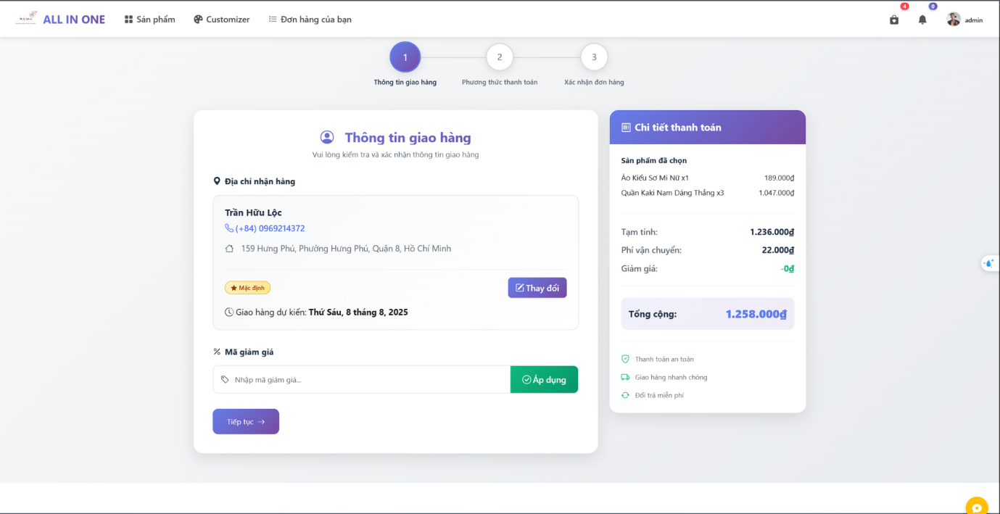 ALL IN ONE
Sản phẩm
Customizer
Đơn hàng của bạn
4
0
admin
1
2
3
Thông tin giao hàng
Phương thức thanh toán
Xác nhận đơn hàng
Thông tin giao hàng
Vui lòng kiểm tra và xác nhận thông tin giao hàng
Địa chỉ nhận hàng
Trần Hữu Lộc
(+84) 0969214372
159 Hưng Phú, Phường Hưng Phú, Quận 8, Hồ Chí Minh
Mặc định
Thay đổi
Giao hàng dự kiến: Thứ Sáu, 8 tháng 8, 2025
% Mã giảm giá
Nhập mã giảm giá...
Áp dụng
Tiếp tục →
Chi tiết thanh toán
Sản phẩm đã chọn
Áo Kiểu Sơ Mi Nữ x1 189.000₫
Quần Kaki Nam Dáng Thẳng x3 1.047.000₫
Tạm tính: 1.236.000₫
Phí vận chuyển: 22.000₫
Giảm giá: -0₫
Tổng cộng: 1.258.000₫
Thanh toán an toàn
Giao hàng nhanh chóng
Đổi trả miễn phí